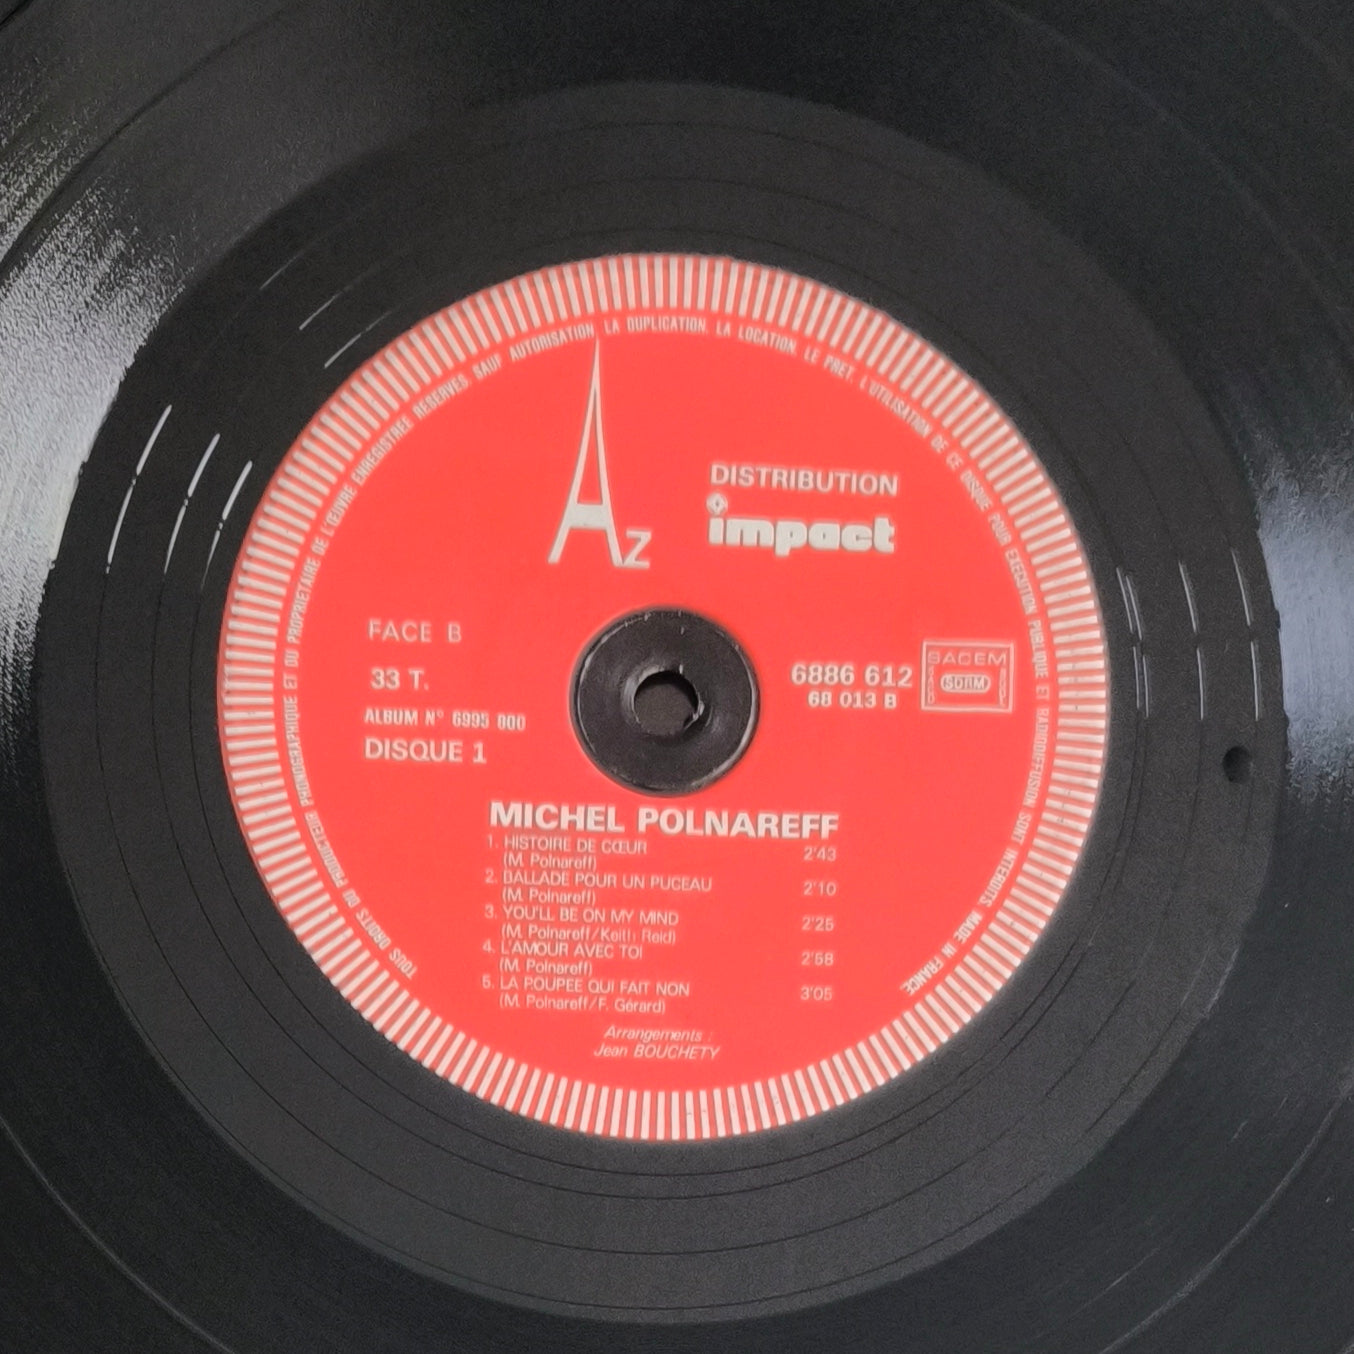 TOUS DROITS DU PRODUCTEUR PHONOGRAPHIQUE ET DU PROPRIETAIRE DE L'ŒUVRE ENREGISTREE RESERVES. SAUF AUTORISATION LA DUPLICATION, LA LOCATION, LE PRET, L'UTILISATION DE CE DISQUE POUR EXECUTION PUBLIQUE ET RADIODIFFUSION SONT INTERDITS. MADE IN FRANCE
AZ
DISTRIBUTION
impact
FACE B
33 T.
ALBUM N° 6995 800
DISQUE 1
6886 612
68 013 B
SACEM
SDRM
MICHEL POLNAREFF
1. HISTOIRE DE CŒUR 2'43
(M. Polnareff)
2. BALLADE POUR UN PUCEAU 2'10
(M. Polnareff)
3. YOU'LL BE ON MY MIND 2'25
(M. Polnareff/Keith Reid)
4. L'AMOUR AVEC TOI 2'58
(M. Polnareff)
5. LA POUPEE QUI FAIT NON 3'05
(M. Polnareff/F. Gérard)
Arrangements :
Jean BOUCHETY